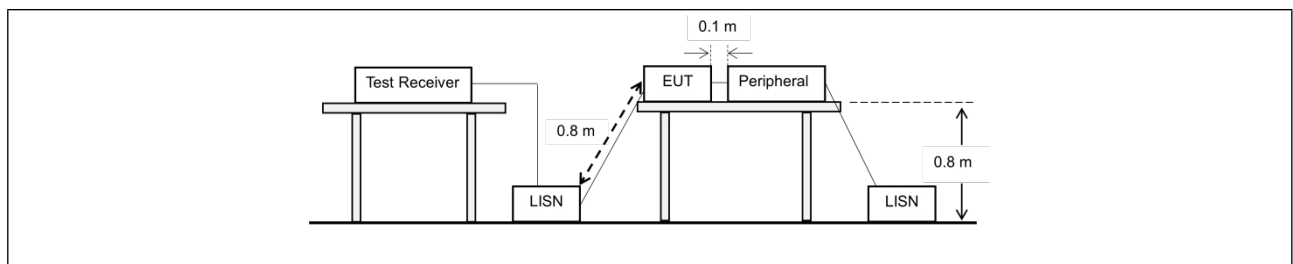 0.1 m
Test Receiver
EUT
Peripheral
0.8 m
0.8 m
LISN
LISN